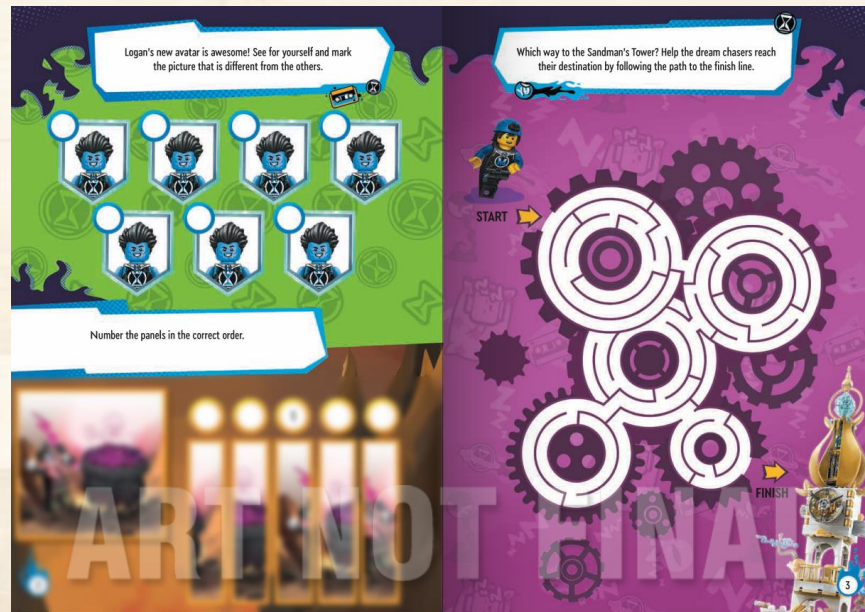 Logan's new avatar is awesome! See for yourself and mark
the picture that is different from the others.
Number the panels in the correct order.
Which way to the Sandman's Tower? Help the dream chasers reach
their destination by following the path to the finish line.
START
FINISH
ART NOT FINAL
3